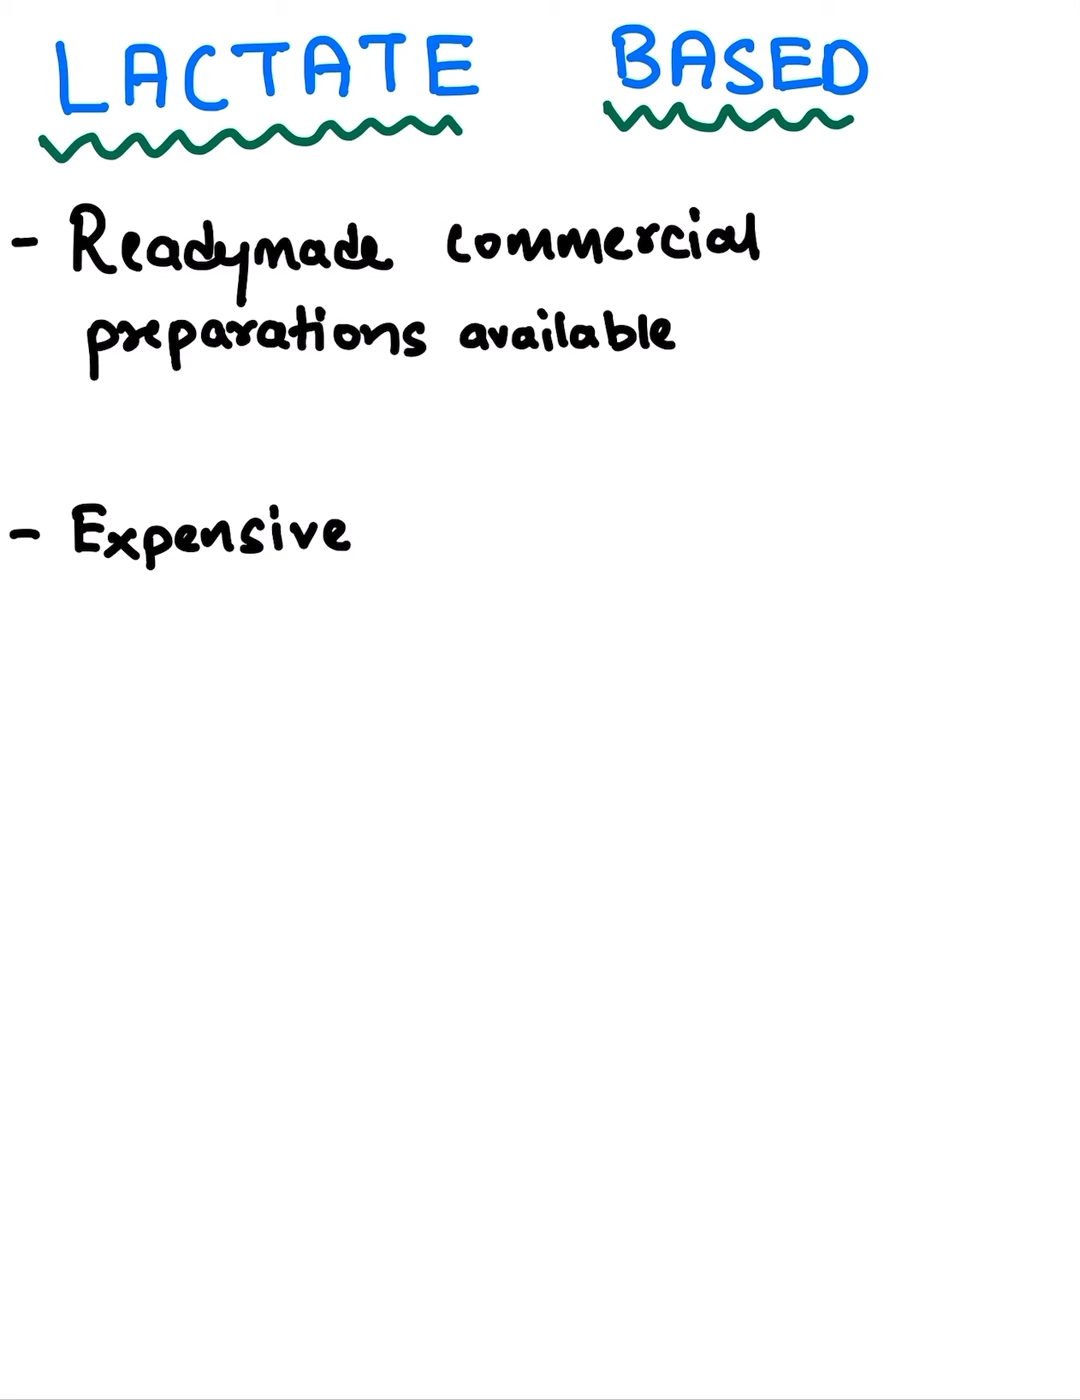 LACTATE BASED
- Readymade commercial
preparations available
- Expensive